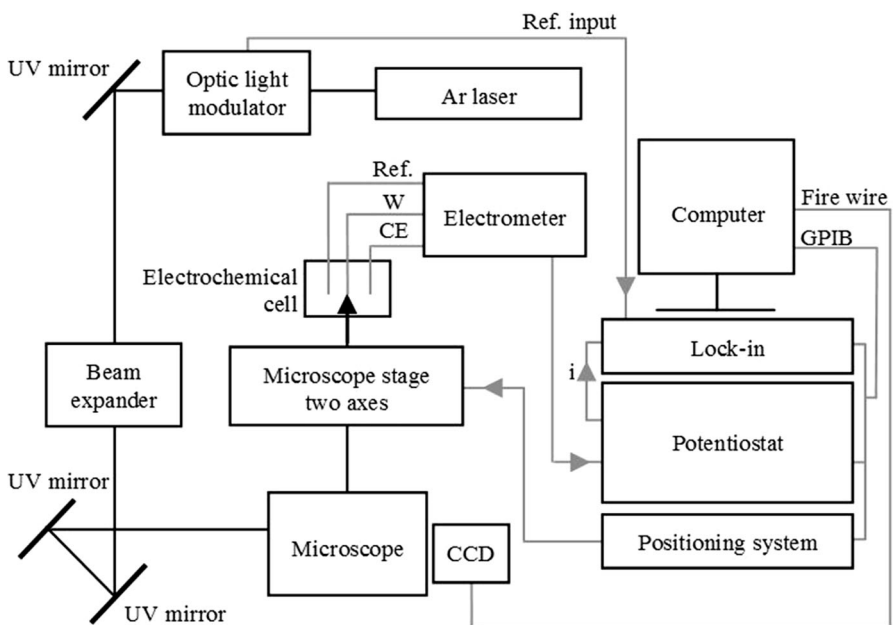 Ref. input
UV mirror
Optic light
modulator
Ar laser
Ref.
W
CE
Electrometer
Computer
Fire wire
GPIB
Electrochemical
cell
Lock-in
Beam
expander
Microscope stage
two axes
i
Potentiostat
UV mirror
Microscope
CCD
Positioning system
UV mirror